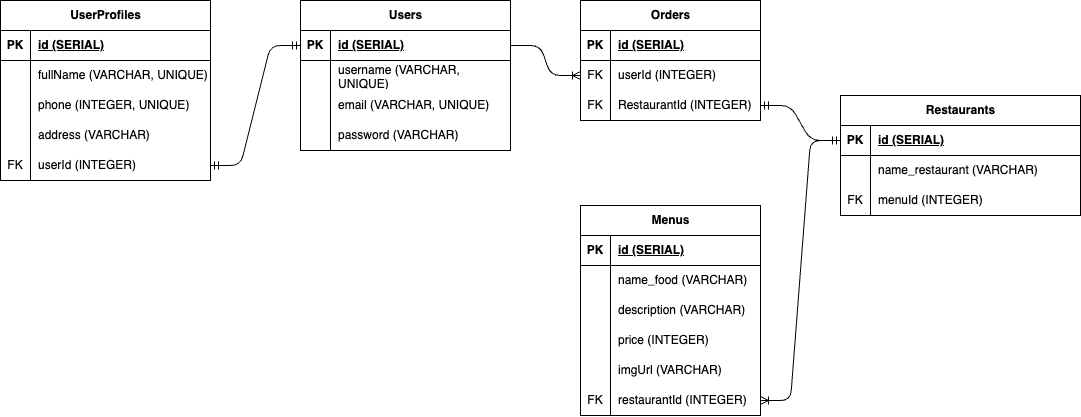 UserProfiles
PK id (SERIAL)
fullName (VARCHAR, UNIQUE)
phone (INTEGER, UNIQUE)
address (VARCHAR)
FK userId (INTEGER)
Users
PK id (SERIAL)
username (VARCHAR,
UNIQUE)
email (VARCHAR, UNIQUE)
password (VARCHAR)
Orders
PK id (SERIAL)
FK userId (INTEGER)
FK RestaurantId (INTEGER)
Restaurants
PK id (SERIAL)
name_restaurant (VARCHAR)
FK menuId (INTEGER)
Menus
PK id (SERIAL)
name_food (VARCHAR)
description (VARCHAR)
price (INTEGER)
imgUrl (VARCHAR)
FK restaurantId (INTEGER)